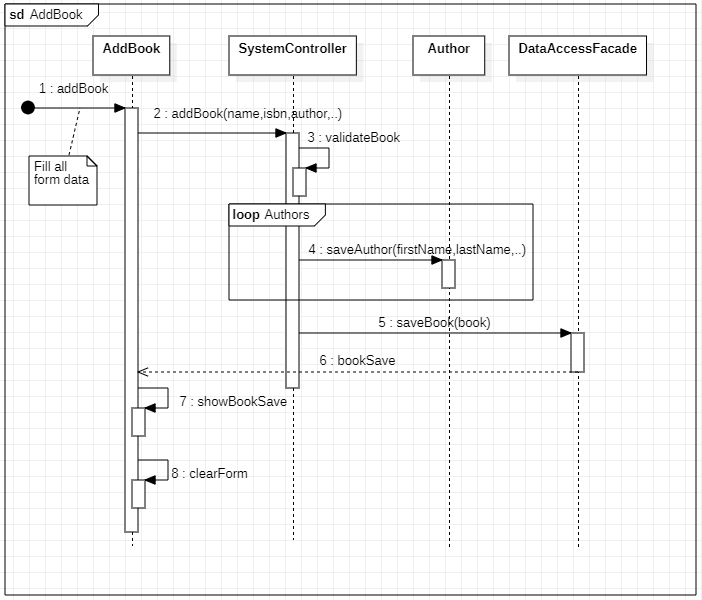 sd AddBook
AddBook
SystemController
Author
DataAccessFacade
1 : addBook
2 : addBook(name,isbn,author,..)
3 : validateBook
Fill all
form data
loop Authors
4 : saveAuthor(firstName,lastName,..)
5 : saveBook(book)
6 : bookSave
7 : showBookSave
8 : clearForm